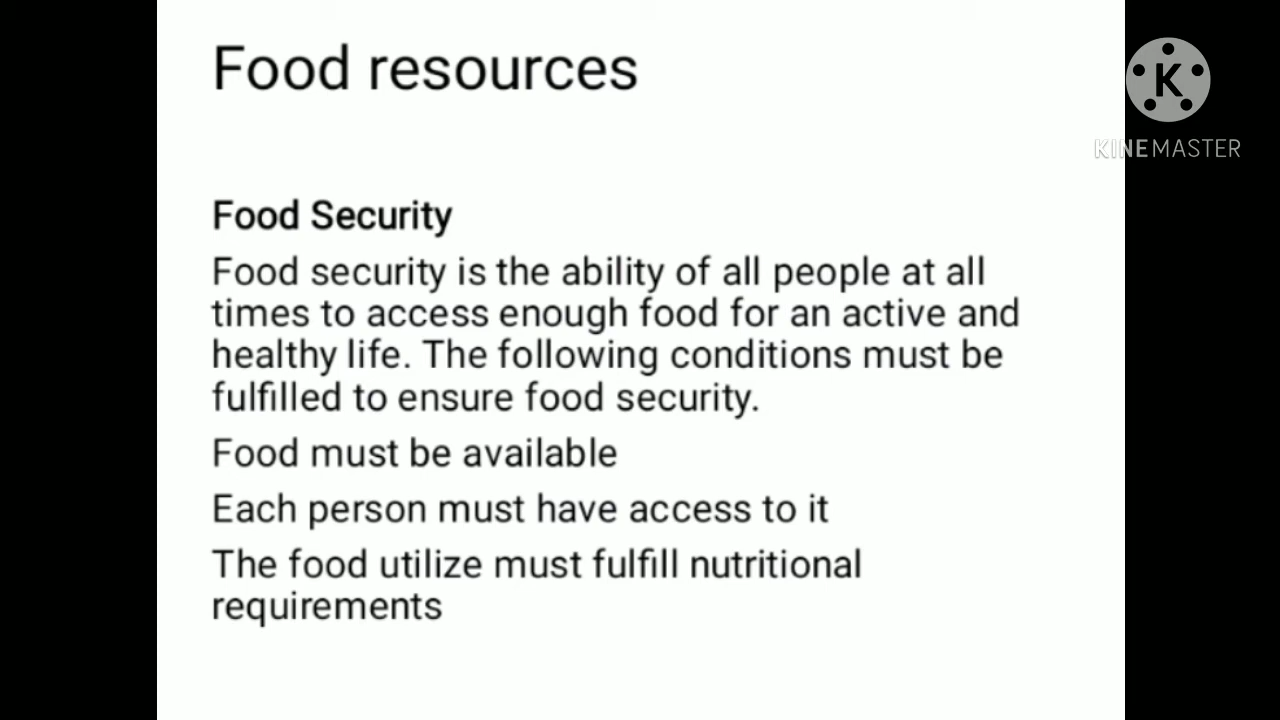 Food resources
KINEMASTER
Food Security
Food security is the ability of all people at all
times to access enough food for an active and
healthy life. The following conditions must be
fulfilled to ensure food security.
Food must be available
Each person must have access to it
The food utilize must fulfill nutritional
requirements